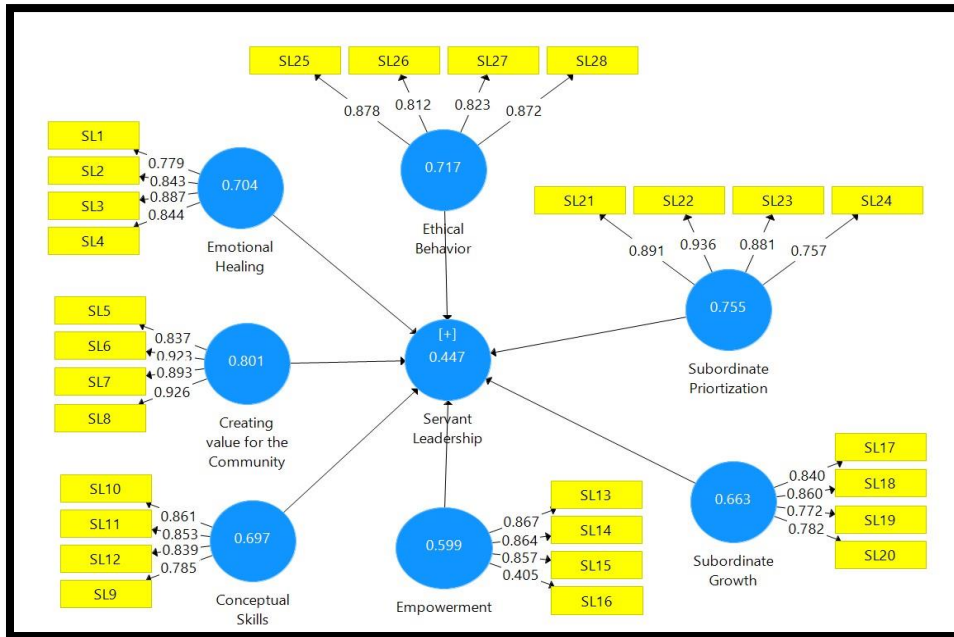 SL25
SL26
SL27
SL28
0.878
0.812
0.823
0.872
0.717
Ethical
Behavior
SL1
SL2
SL3
SL4
0.779
0.843
0.887
0.844
0.704
Emotional
Healing
SL21
SL22
SL23
SL24
0.891
0.936
0.881
0.757
0.755
Subordinate
Priortization
SL5
SL6
SL7
SL8
0.837
0.923
0.893
0.926
0.801
Creating
value for the
Community
[+]
0.447
Servant
Leadership
SL10
SL11
SL12
SL9
0.861
0.853
0.839
0.785
0.697
Conceptual
Skills
0.599
Empowerment
0.867
0.864
0.857
0.405
SL13
SL14
SL15
SL16
0.663
Subordinate
Growth
0.840
0.860
0.772
0.782
SL17
SL18
SL19
SL20